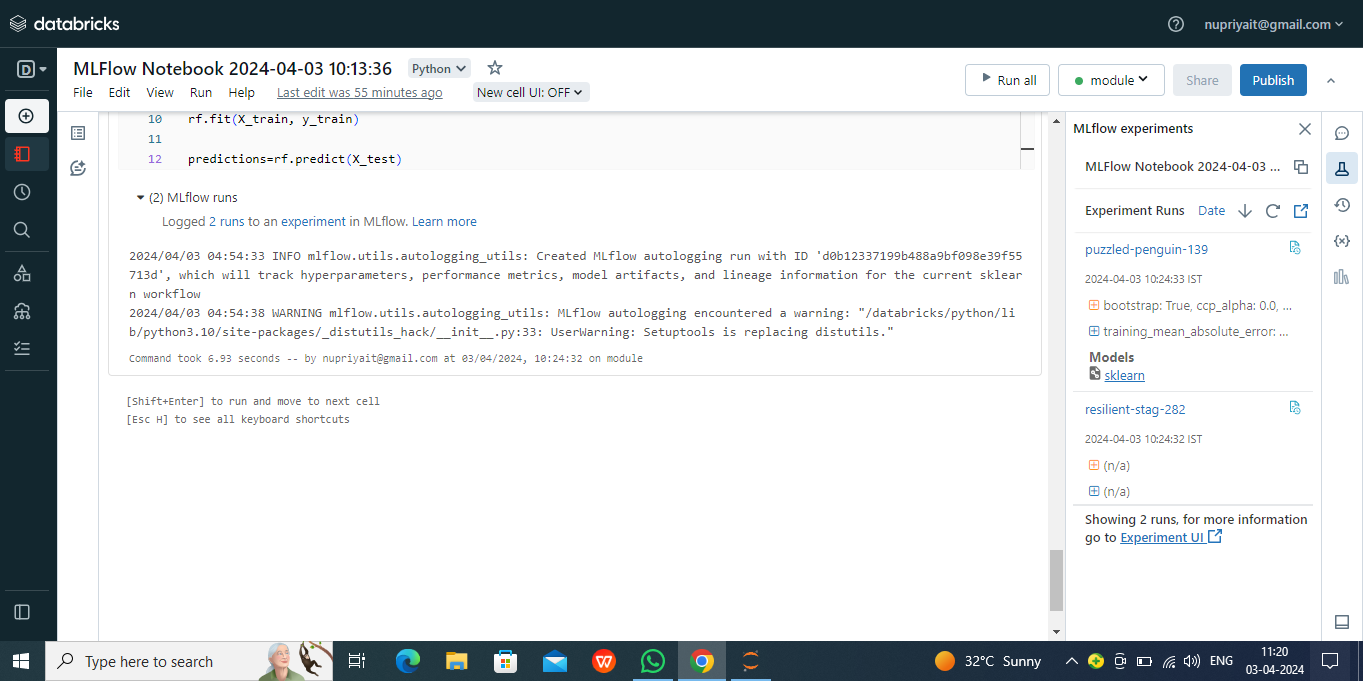 databricks
nupriyait@gmail.com
D
MLFlow Notebook 2024-04-03 10:13:36
Python
Run all
module
Share
Publish
File Edit View Run Help Last edit was 55 minutes ago New cell UI: OFF
10 rf.fit(X_train, y_train)
11
12 predictions=rf.predict(X_test)
(2) MLflow runs
Logged 2 runs to an experiment in MLflow. Learn more
2024/04/03 04:54:33 INFO mlflow.utils.autologging_utils: Created MLflow autologging run with ID 'd0b12337199b488a9bf098e39f55
713d', which will track hyperparameters, performance metrics, model artifacts, and lineage information for the current sklear
n workflow
2024/04/03 04:54:38 WARNING mlflow.utils.autologging_utils: MLflow autologging encountered a warning: "/databricks/python/li
b/python3.10/site-packages/_distutils_hack/__init__.py:33: UserWarning: Setuptools is replacing distutils."
Command took 6.93 seconds -- by nupriyait@gmail.com at 03/04/2024, 10:24:32 on module
[Shift+Enter] to run and move to next cell
[Esc H] to see all keyboard shortcuts
MLflow experiments
MLFlow Notebook 2024-04-03 ...
Experiment Runs Date
puzzled-penguin-139
2024-04-03 10:24:33 IST
bootstrap: True, ccp_alpha: 0.0, ...
training_mean_absolute_error: ...
Models
sklearn
resilient-stag-282
2024-04-03 10:24:32 IST
(n/a)
(n/a)
Showing 2 runs, for more information
go to Experiment UI
Type here to search
32°C Sunny
ENG
11:20
03-04-2024